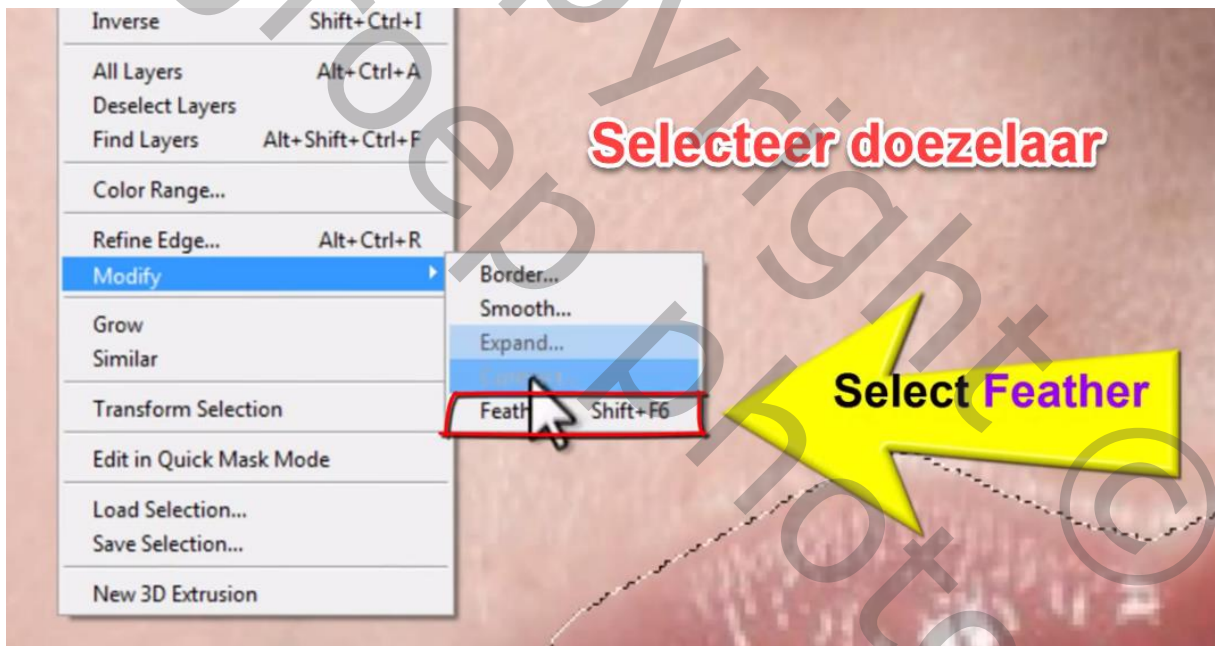 Inverse Shift+Ctrl+I
All Layers Alt+Ctrl+A
Deselect Layers
Find Layers Alt+Shift+Ctrl+F
Color Range...
Refine Edge... Alt+Ctrl+R
Modify
Grow
Similar
Transform Selection
Edit in Quick Mask Mode
Load Selection...
Save Selection...
New 3D Extrusion
Border...
Smooth...
Expand...
Feath Shift+F6
Selecteer doezelaar
Select Feather